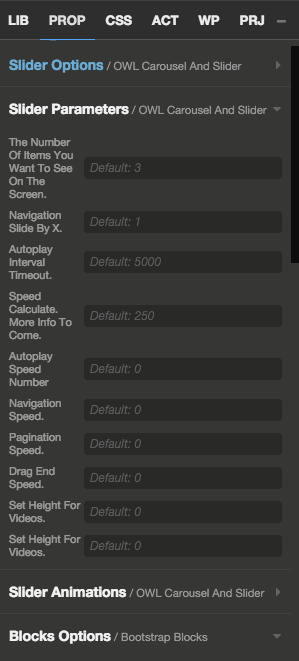 LIB PROP CSS ACT WP PRJ
Slider Options / OWL Carousel And Slider
Slider Parameters / OWL Carousel And Slider
The Number
Of Items You
Want To See
On The
Screen.
Default: 3
Navigation
Slide By X.
Default: 1
Autoplay
Interval
Timeout.
Default: 5000
Speed
Calculate.
More Info To
Come.
Default: 250
Autoplay
Speed
Number
Default: 0
Navigation
Speed.
Default: 0
Pagination
Speed.
Default: 0
Drag End
Speed.
Default: 0
Set Height For
Videos.
Default: 0
Set Height For
Videos.
Default: 0
Slider Animations / OWL Carousel And Slider
Blocks Options / Bootstrap Blocks